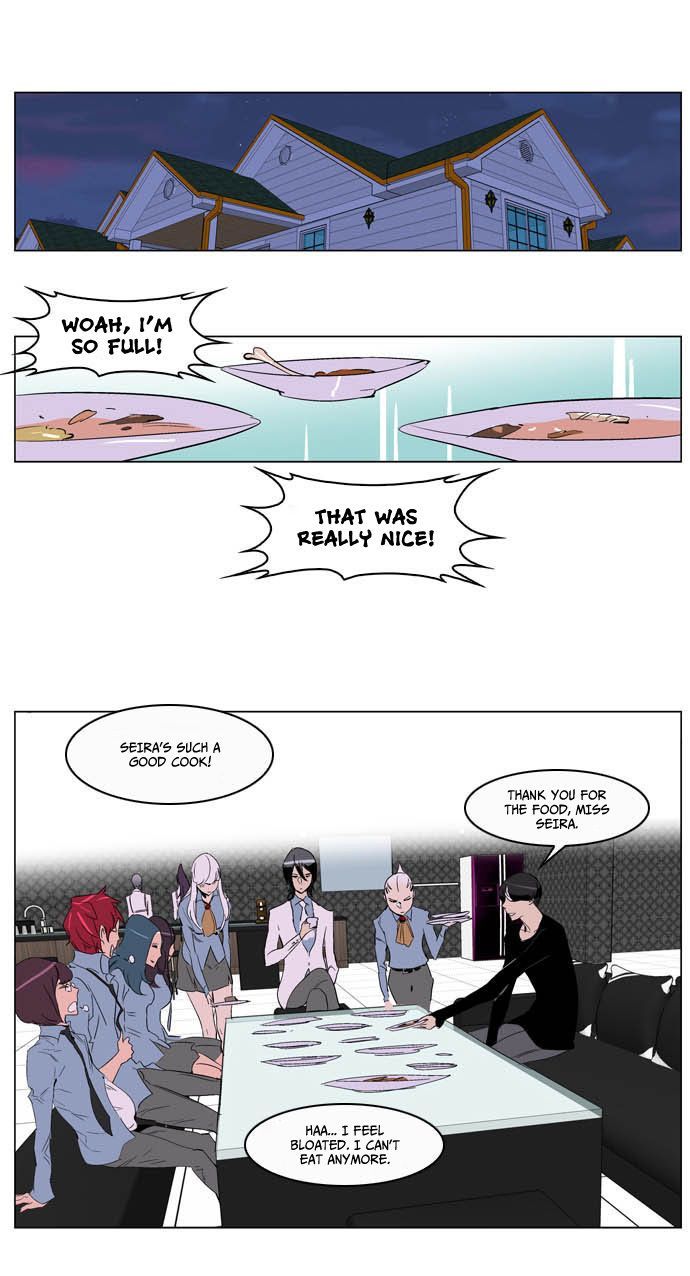 WOAH, I'M
SO FULL!
THAT WAS
REALLY NICE!
SEIRA'S SUCH A
GOOD COOK!
THANK YOU FOR
THE FOOD, MISS
SEIRA.
HAA... I FEEL
BLOATED. I CAN'T
EAT ANYMORE.